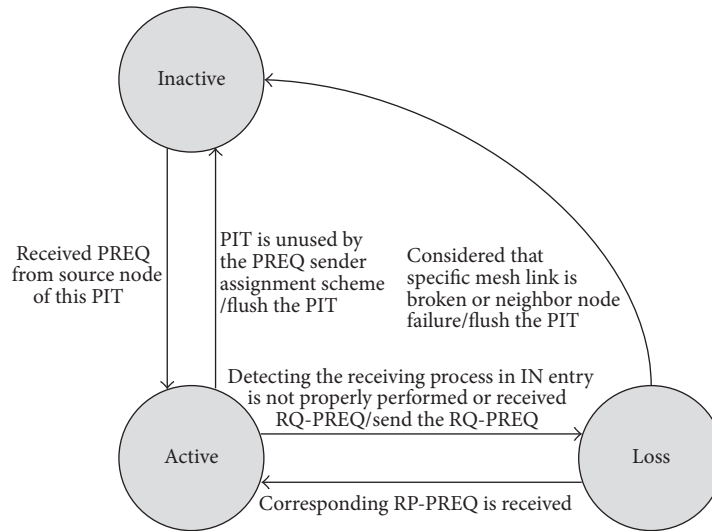 Inactive
Received PREQ
from source node
of this PIT
PIT is unused by
the PREQ sender
assignment scheme
/flush the PIT
Considered that
specific mesh link is
broken or neighbor node
failure/flush the PIT
Detecting the receiving process in IN entry
is not properly performed or received
RQ-PREQ/send the RQ-PREQ
Active
Loss
Corresponding RP-PREQ is received